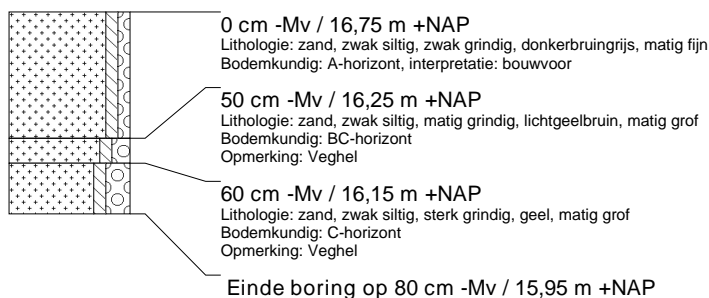 0 cm -Mv / 16,75 m +NAP
Lithologie: zand, zwak siltig, zwak grindig, donkerbruingrijs, matig fijn
Bodemkundig: A-horizont, interpretatie: bouwvoor
50 cm -Mv / 16,25 m +NAP
Lithologie: zand, zwak siltig, matig grindig, lichtgeelbruin, matig grof
Bodemkundig: BC-horizont
Opmerking: Veghel
60 cm -Mv / 16,15 m +NAP
Lithologie: zand, zwak siltig, sterk grindig, geel, matig grof
Bodemkundig: C-horizont
Opmerking: Veghel
Einde boring op 80 cm -Mv / 15,95 m +NAP